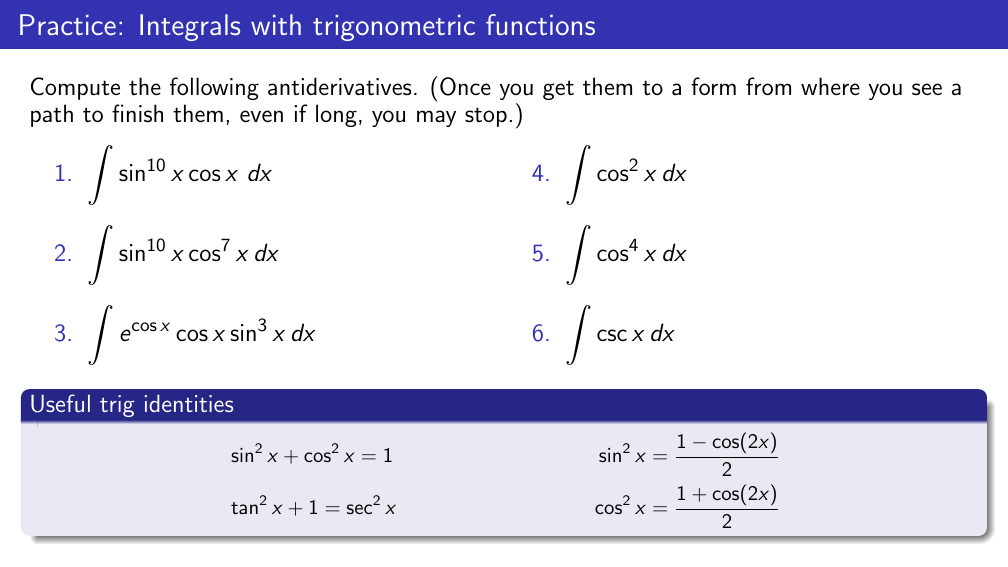 Practice: Integrals with trigonometric functions
Compute the following antiderivatives. (Once you get them to a form from where you see a
path to finish them, even if long, you may stop.)
1. ∫ sin¹⁰ x cos x dx
2. ∫ sin¹⁰ x cos⁷ x dx
3. ∫ e^{cos x} cos x sin³ x dx
4. ∫ cos² x dx
5. ∫ cos⁴ x dx
6. ∫ csc x dx
Useful trig identities
sin² x + cos² x = 1
tan² x + 1 = sec² x
sin² x = (1 − cos(2x))/2
cos² x = (1 + cos(2x))/2